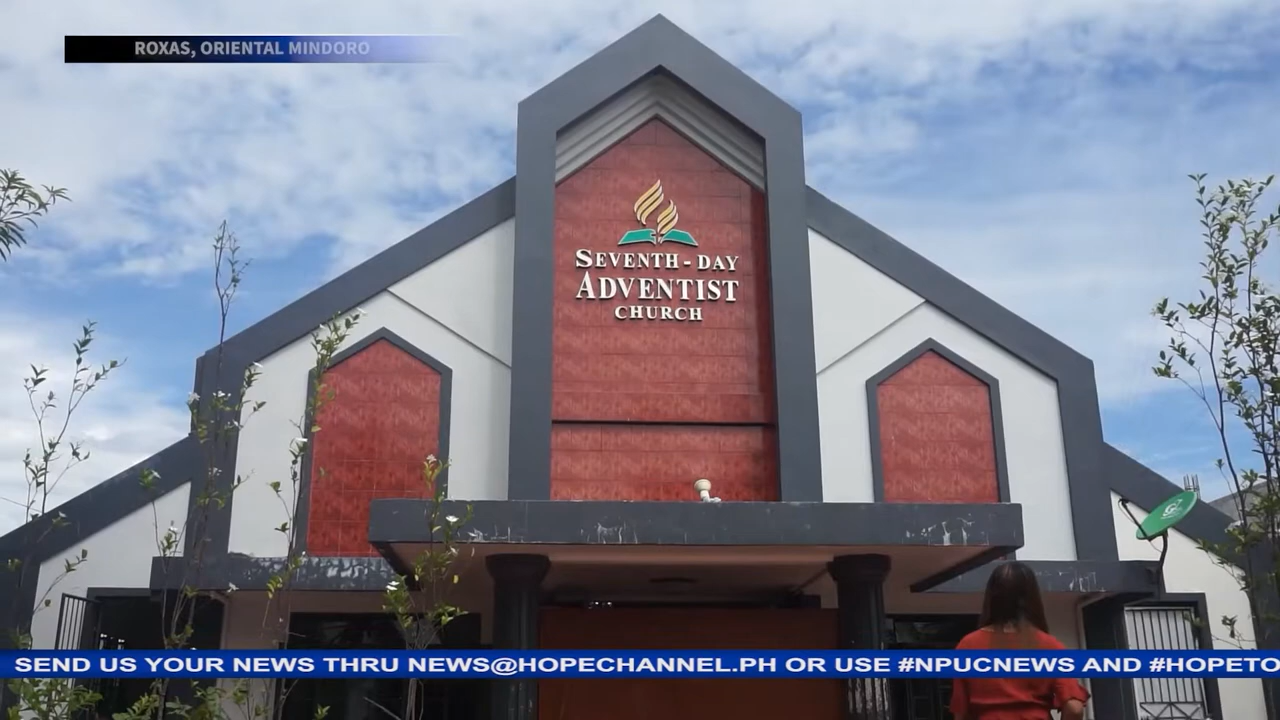 ROXAS, ORIENTAL MINDORO
SEVENTH-DAY
ADVENTIST
CHURCH
SEND US YOUR NEWS THRU NEWS@HOPECHANNEL.PH OR USE #NPUCNEWS AND #HOPETO